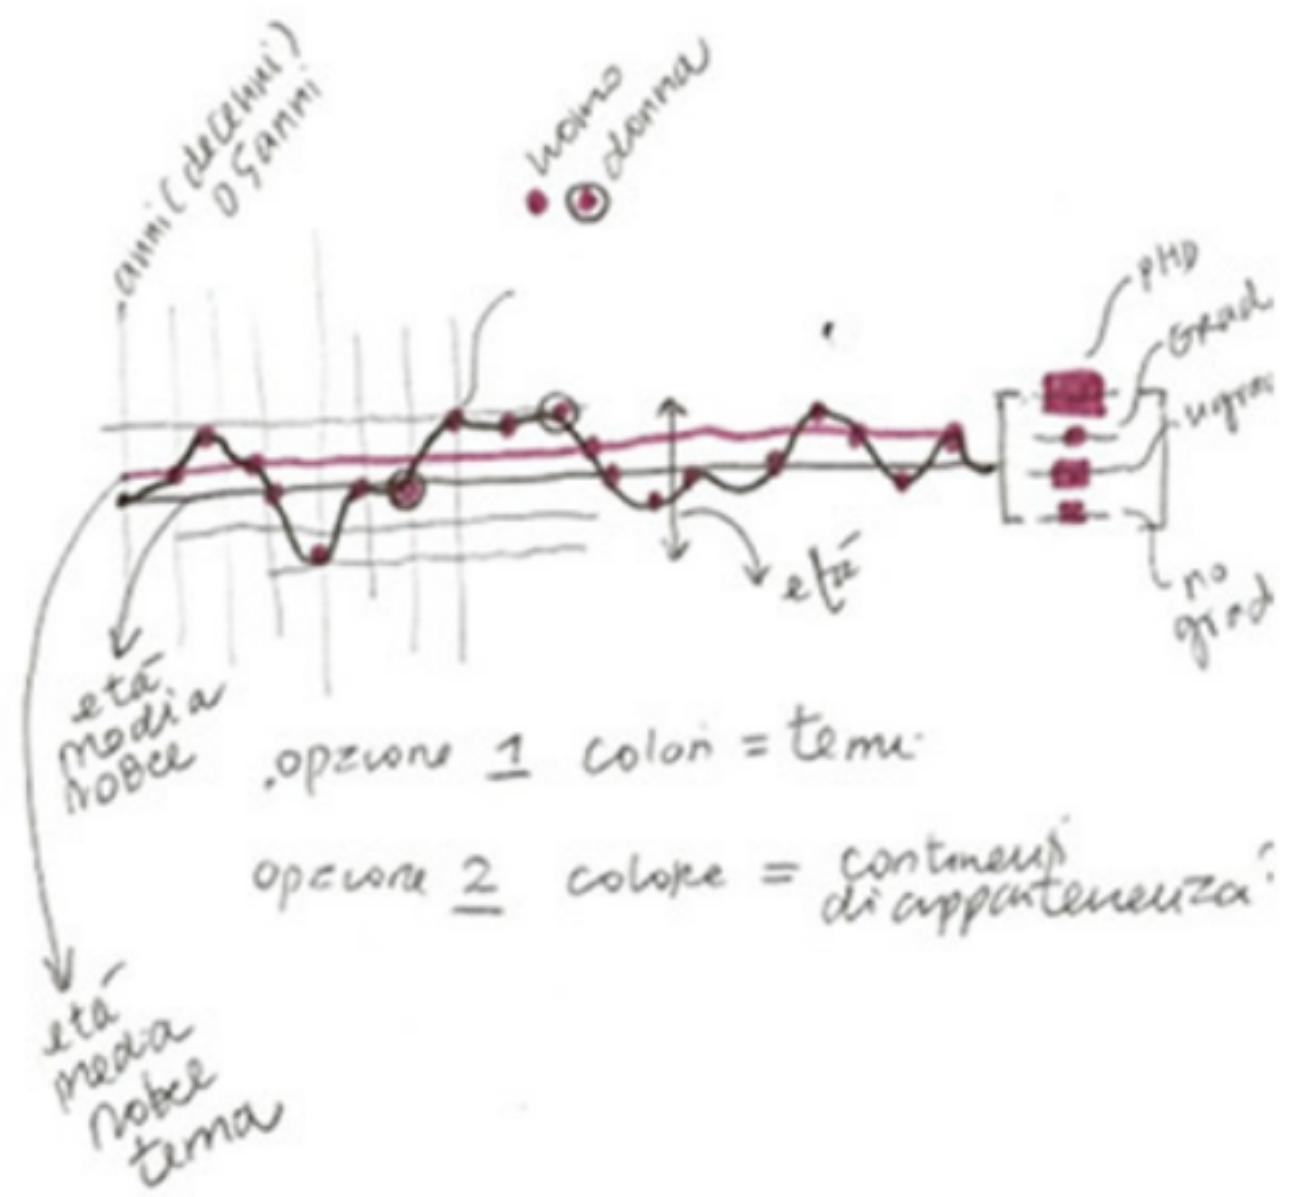 anni (decenni)
o 5 anni
uomo
donna
PHD
Grad
ugrad
no
grad
età
età
media
nobel
.opzione 1 colori = temi
opzione 2 colore = continenti
di appartenenza?
età
media
nobel
tema